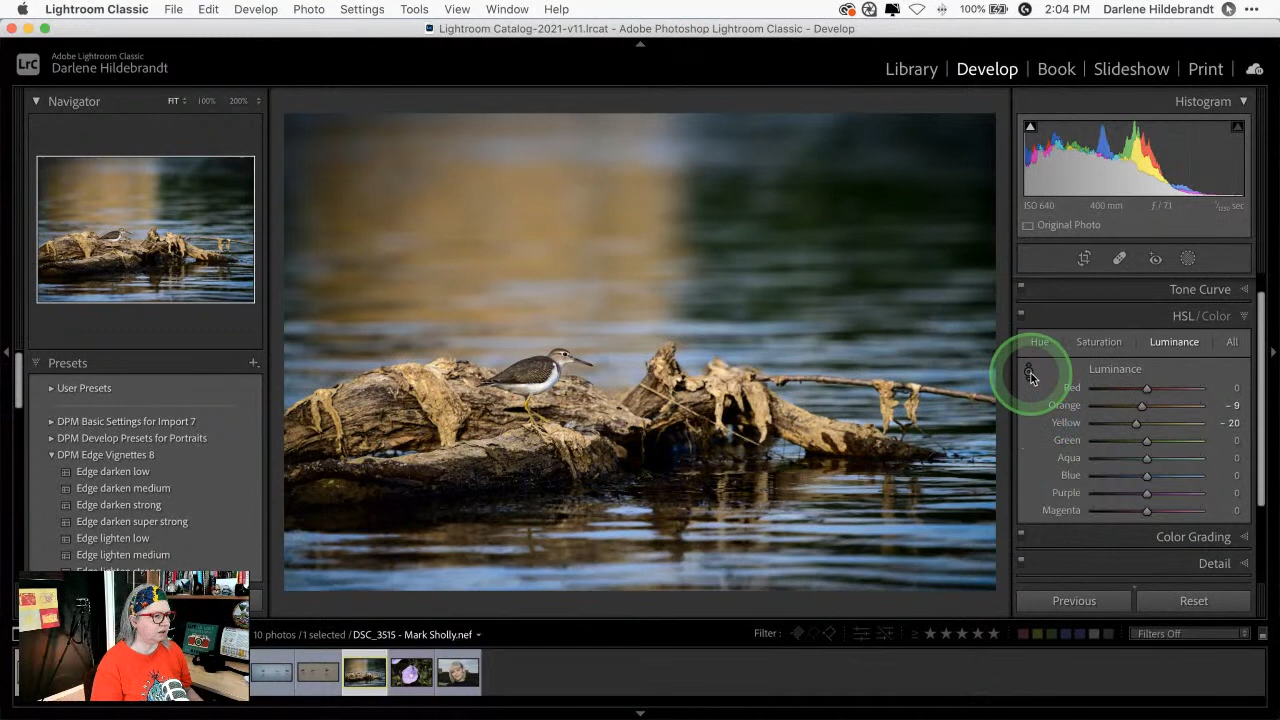 Lightroom Classic File Edit Develop Photo Settings Tools View Window Help 100% 2:04 PM Darlene Hildebrandt
Lightroom Catalog-2021-v11.lrcat - Adobe Photoshop Lightroom Classic - Develop
LrC Adobe Lightroom Classic
Darlene Hildebrandt
Library | Develop | Book | Slideshow | Print
Navigator FIT 100% 200%
Presets +
User Presets
DPM Basic Settings for Import 7
DPM Develop Presets for Portraits
DPM Edge Vignettes 8
Edge darken low
Edge darken medium
Edge darken strong
Edge darken super strong
Edge lighten low
Edge lighten medium
Histogram
ISO 640 400 mm
Original Photo
Tone Curve
HSL / Color
Hue Saturation Luminance All
Luminance
Red 0
Orange - 9
Yellow - 20
Green 0
Aqua 0
Blue 0
Purple 0
Magenta 0
Color Grading
Detail
Previous Reset
10 photos / 1 selected / DSC_3515 - Mark Sholly.nef
Filter : Filters Off